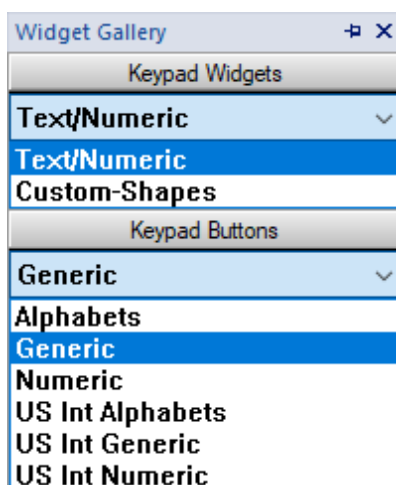 Widget Gallery
Keypad Widgets
Text/Numeric
Text/Numeric
Custom-Shapes
Keypad Buttons
Generic
Alphabets
Generic
Numeric
US Int Alphabets
US Int Generic
US Int Numeric